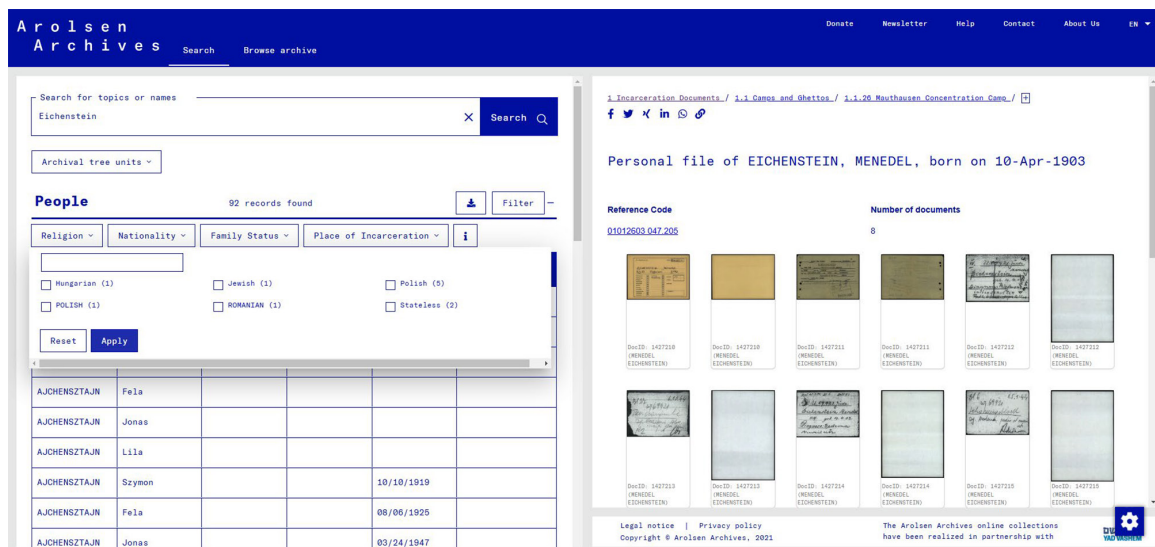 Arolsen
Archives
Search
Browse archive
Donate
Newsletter
Help
Contact
About Us
EN
Search for topics or names
Eichenstein
Search
Archival tree units
People
92 records found
Filter
Religion
Nationality
Family Status
Place of Incarceration
i
Hungarian (1)
Jewish (1)
Polish (5)
POLISH (1)
ROMANIAN (1)
Stateless (2)
Reset
Apply
AJCHENSZTAJN Fela
AJCHENSZTAJN Jonas
AJCHENSZTAJN Lila
AJCHENSZTAJN Szymon 10/10/1919
AJCHENSZTAJN Fela 08/06/1925
AJCHENSZTAJN Jonas 03/24/1947
1 Incarceration Documents / 1.1 Camps and Ghettos / 1.1.26 Mauthausen Concentration Camp /
Personal file of EICHENSTEIN, MENEDEL, born on 10-Apr-1903
Reference Code
Number of documents
01012603 047.205
8
DocID: 1427210
(MENEDEL
EICHENSTEIN)
DocID: 1427210
(MENEDEL
EICHENSTEIN)
DocID: 1427211
(MENEDEL
EICHENSTEIN)
DocID: 1427211
(MENEDEL
EICHENSTEIN)
DocID: 1427212
(MENEDEL
EICHENSTEIN)
DocID: 1427212
(MENEDEL
EICHENSTEIN)
DocID: 1427213
(MENEDEL
EICHENSTEIN)
DocID: 1427213
(MENEDEL
EICHENSTEIN)
DocID: 1427214
(MENEDEL
EICHENSTEIN)
DocID: 1427214
(MENEDEL
EICHENSTEIN)
DocID: 1427215
(MENEDEL
EICHENSTEIN)
DocID: 1427215
(MENEDEL
EICHENSTEIN)
Legal notice | Privacy policy
Copyright © Arolsen Archives, 2021
The Arolsen Archives online collections
have been realized in partnership with
YAD VASHEM